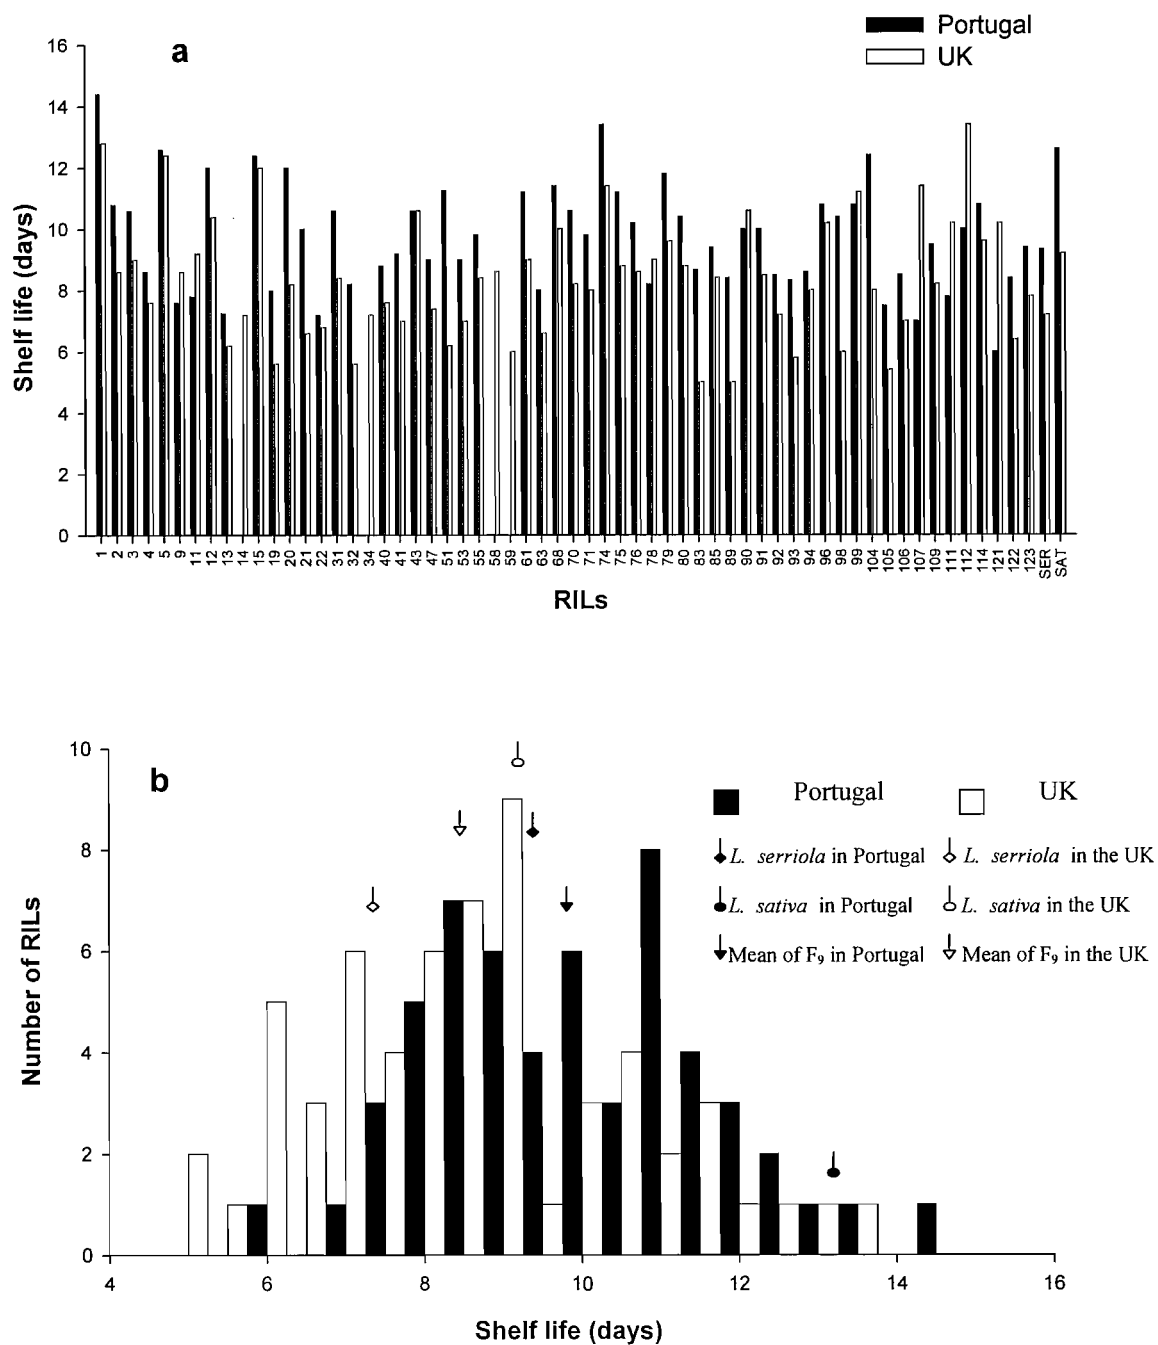 a
Portugal
UK
16
14
12
10
8
6
4
2
0
Shelf life (days)
1 2 3 4 5 9 11 12 13 14 15 19 20 21 22 31 32 34 40 41 43 47 51 53 55 58 59 61 63 68 70 71 74 75 76 78 79 80 83 85 89 90 91 92 93 94 96 98 99 104 105 106 107 109 111 112 114 121 122 123 SER SAT
RILs
b
10
8
6
4
2
0
Number of RILs
Portugal UK
L. serriola in Portugal L. serriola in the UK
L. sativa in Portugal L. sativa in the UK
Mean of F₉ in Portugal Mean of F₉ in the UK
4 6 8 10 12 14 16
Shelf life (days)